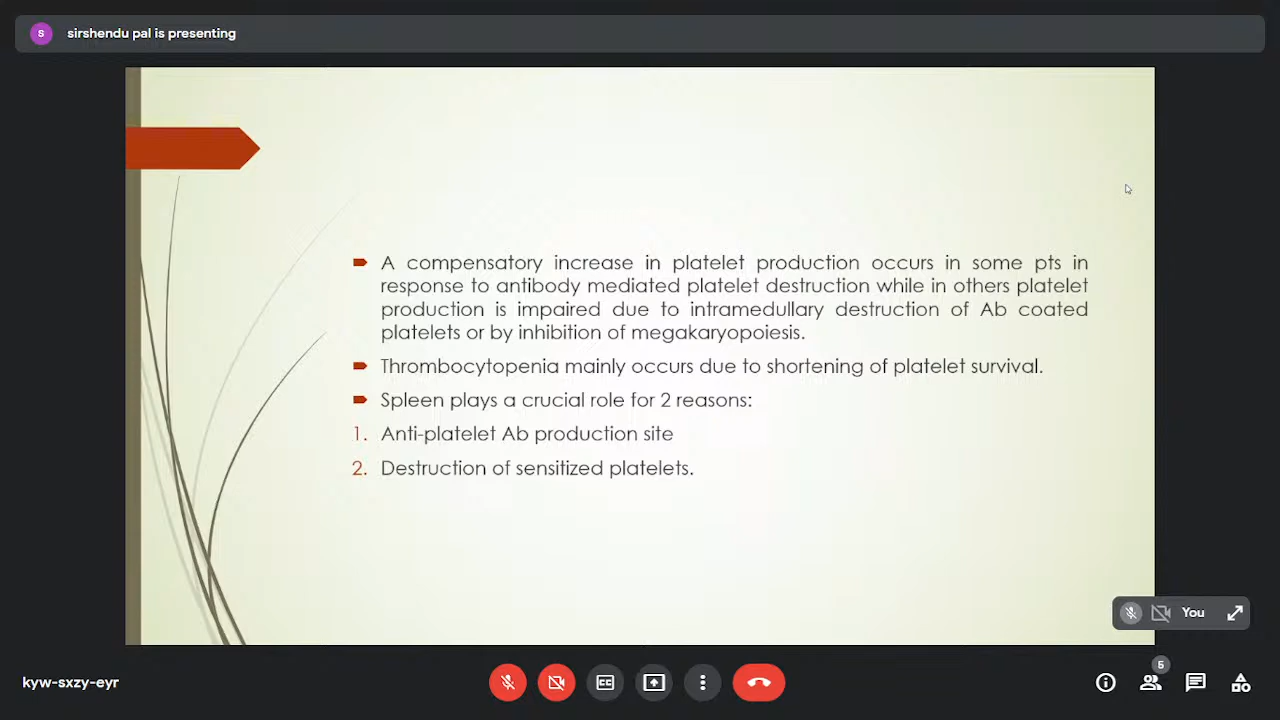 S
sirshendu pal is presenting
A compensatory increase in platelet production occurs in some pts in
response to antibody mediated platelet destruction while in others platelet
production is impaired due to intramedullary destruction of Ab coated
platelets or by inhibition of megakaryopoiesis.
Thrombocytopenia mainly occurs due to shortening of platelet survival.
Spleen plays a crucial role for 2 reasons:
1. Anti-platelet Ab production site
2. Destruction of sensitized platelets.
You
kyw-sxzy-eyr
CC
5